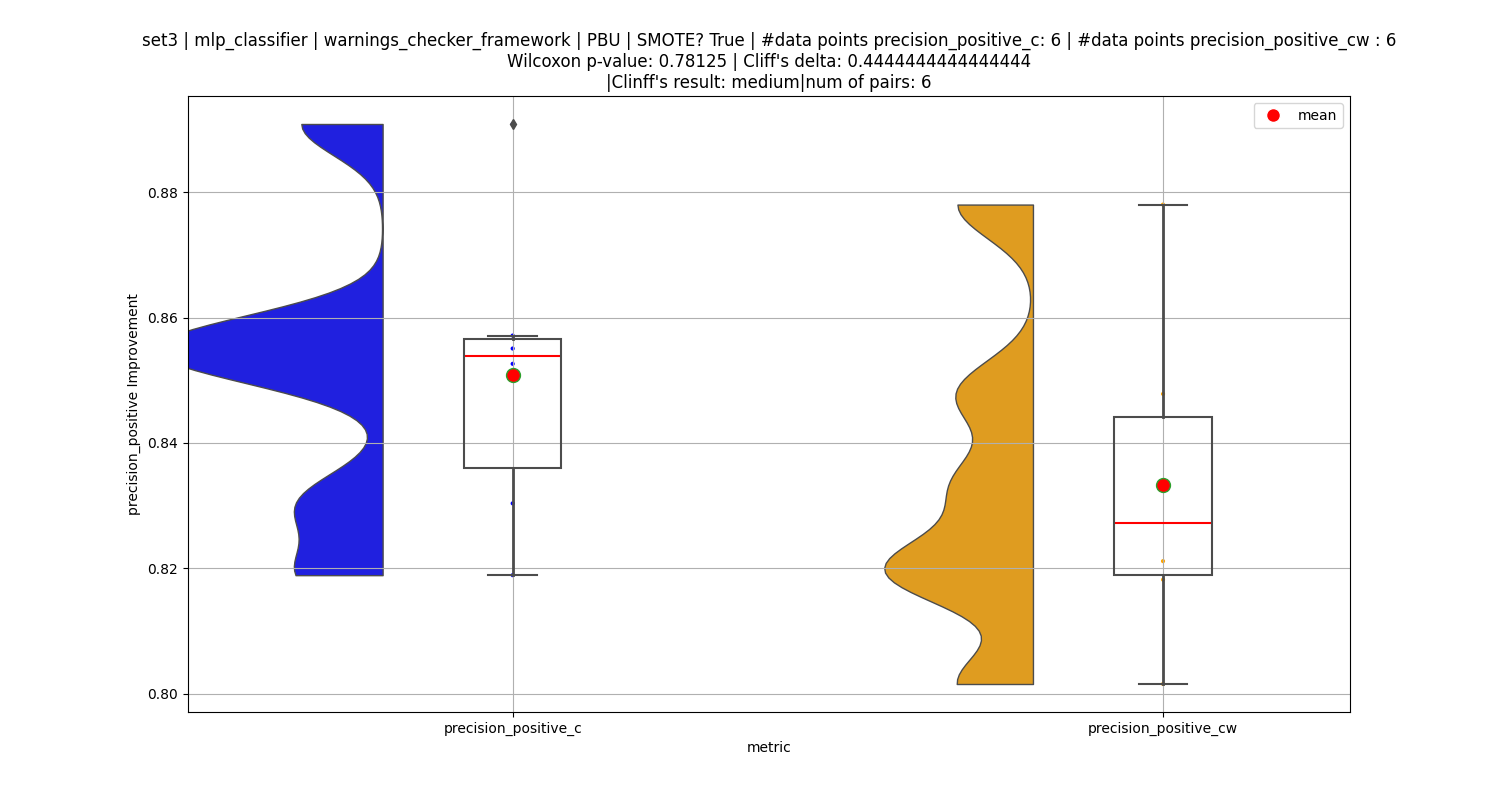 set3 | mlp_classifier | warnings_checker_framework | PBU | SMOTE? True | #data points precision_positive_c: 6 | #data points precision_positive_cw : 6
Wilcoxon p-value: 0.78125 | Cliff's delta: 0.4444444444444444
|Clinff's result: medium|num of pairs: 6
mean
0.88
0.86
0.84
0.82
0.80
precision_positive Improvement
precision_positive_c
precision_positive_cw
metric